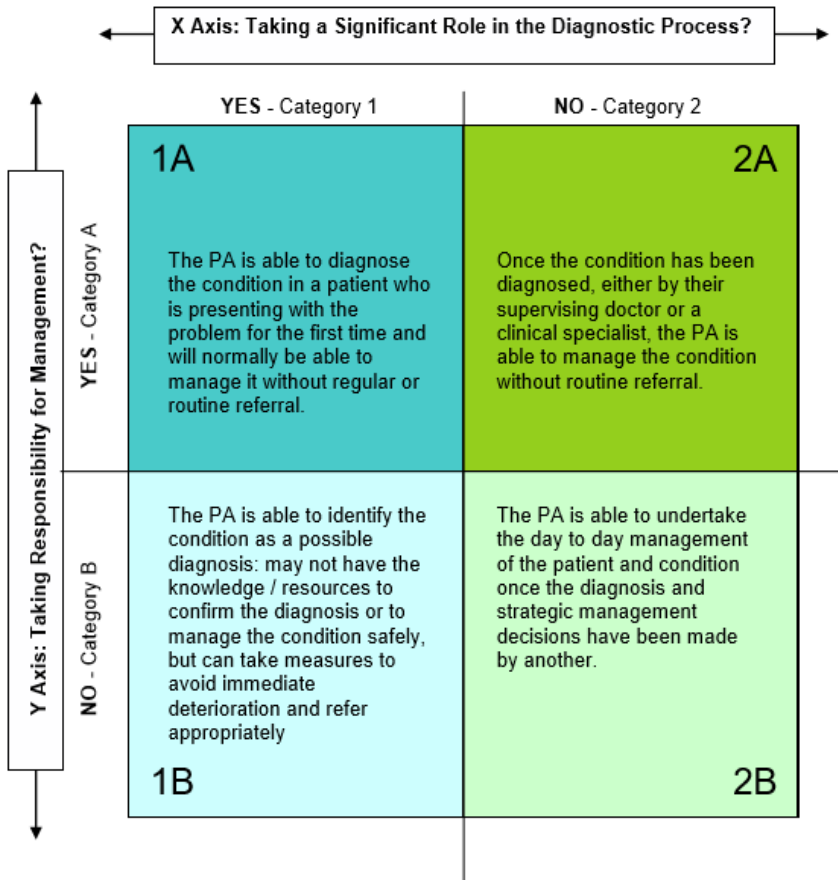 X Axis: Taking a Significant Role in the Diagnostic Process?
YES - Category 1
NO - Category 2
Y Axis: Taking Responsibility for Management?
YES - Category A
NO - Category B
1A
The PA is able to diagnose
the condition in a patient who
is presenting with the
problem for the first time and
will normally be able to
manage it without regular or
routine referral.
2A
Once the condition has been
diagnosed, either by their
supervising doctor or a
clinical specialist, the PA is
able to manage the condition
without routine referral.
The PA is able to identify the
condition as a possible
diagnosis: may not have the
knowledge / resources to
confirm the diagnosis or to
manage the condition safely,
but can take measures to
avoid immediate
deterioration and refer
appropriately
1B
The PA is able to undertake
the day to day management
of the patient and condition
once the diagnosis and
strategic management
decisions have been made
by another.
2B